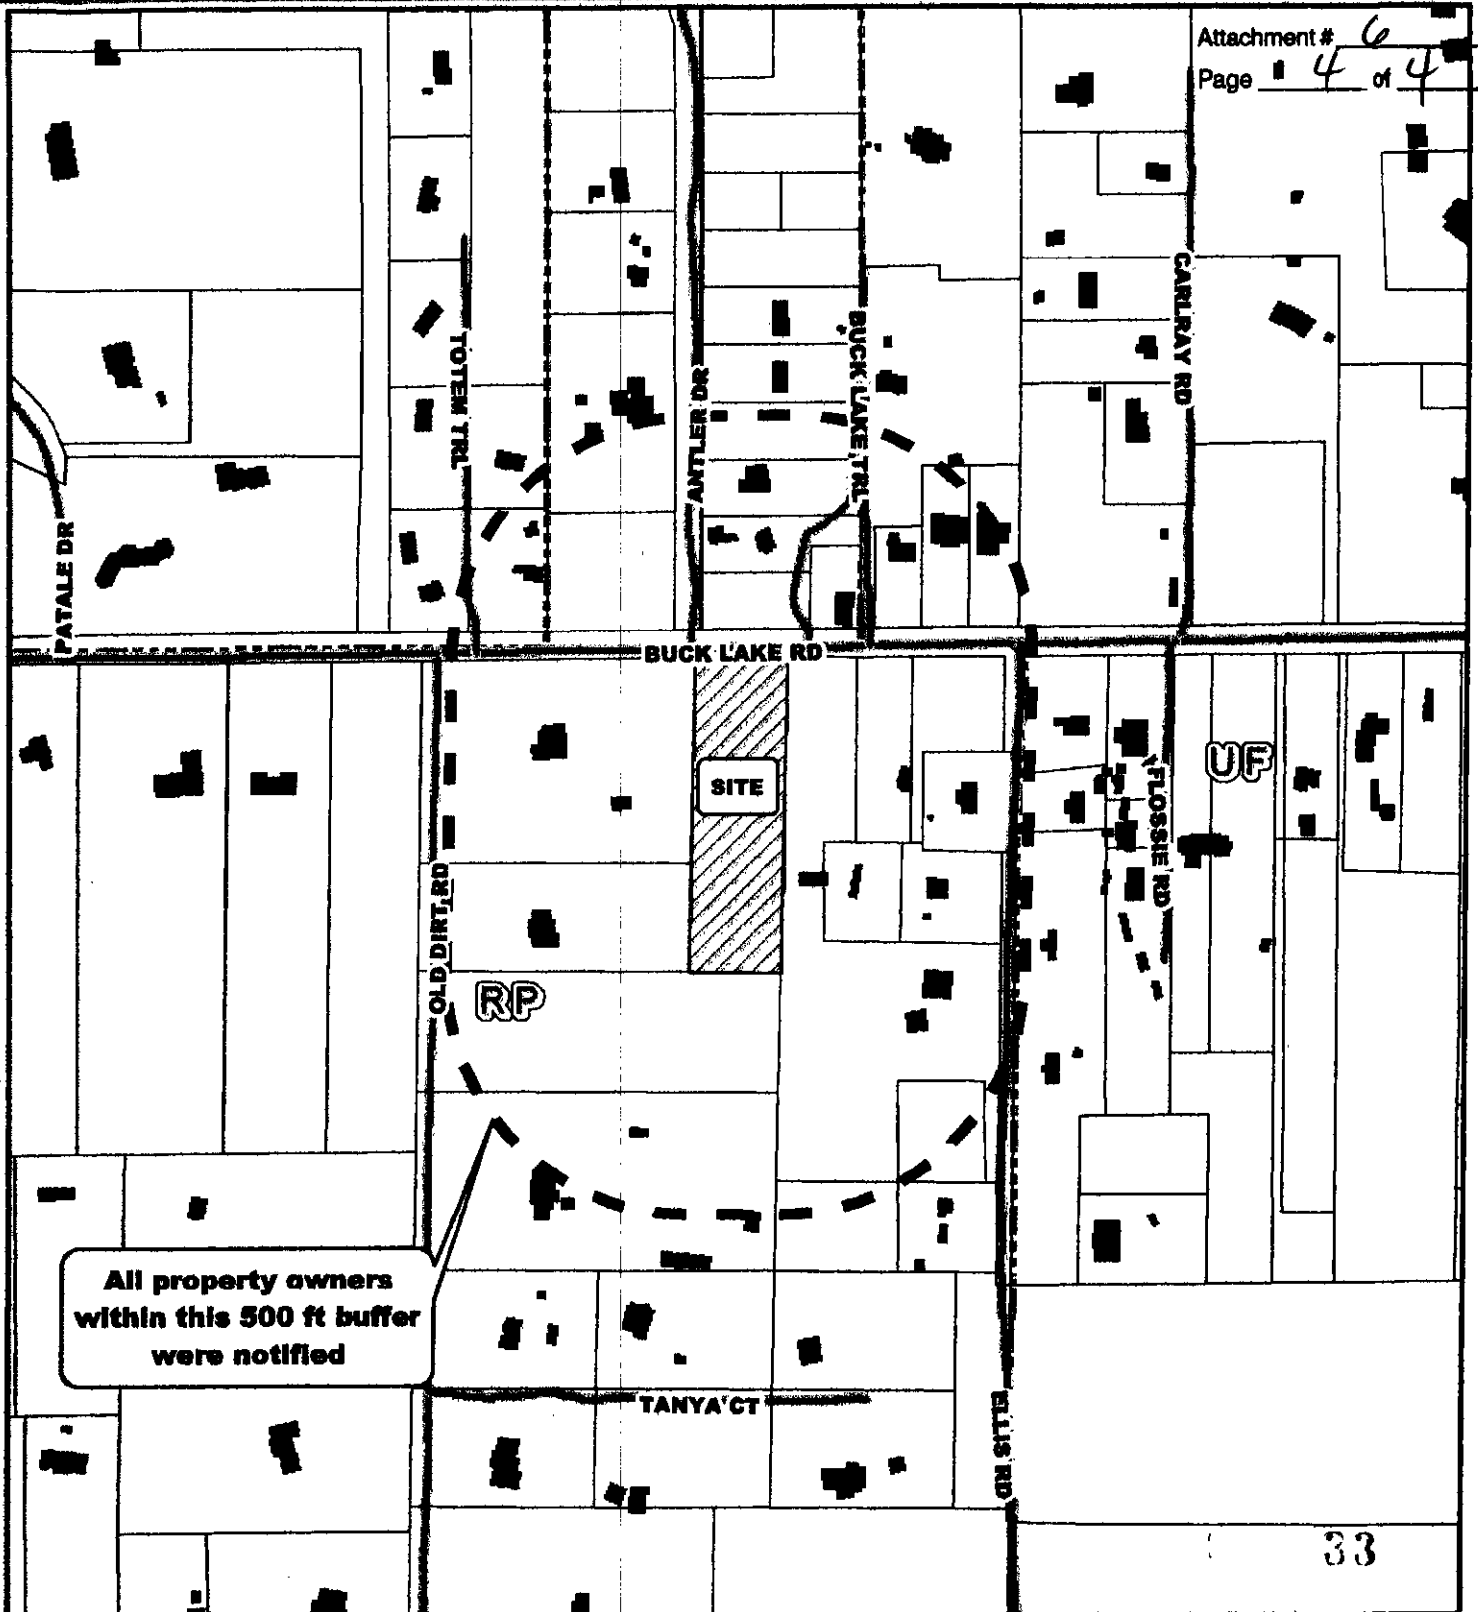 Attachment # 6
Page 4 of 4
TOTEM TRL
ANTLER DR
BUCK LAKE TRL
CARLRAY RD
PATALE DR
BUCK LAKE RD
SITE
UF
FLOSSIE RD
OLD DIRT RD
RP
All property owners
within this 500 ft buffer
were notified
TANYA CT
ELLIS RD
33